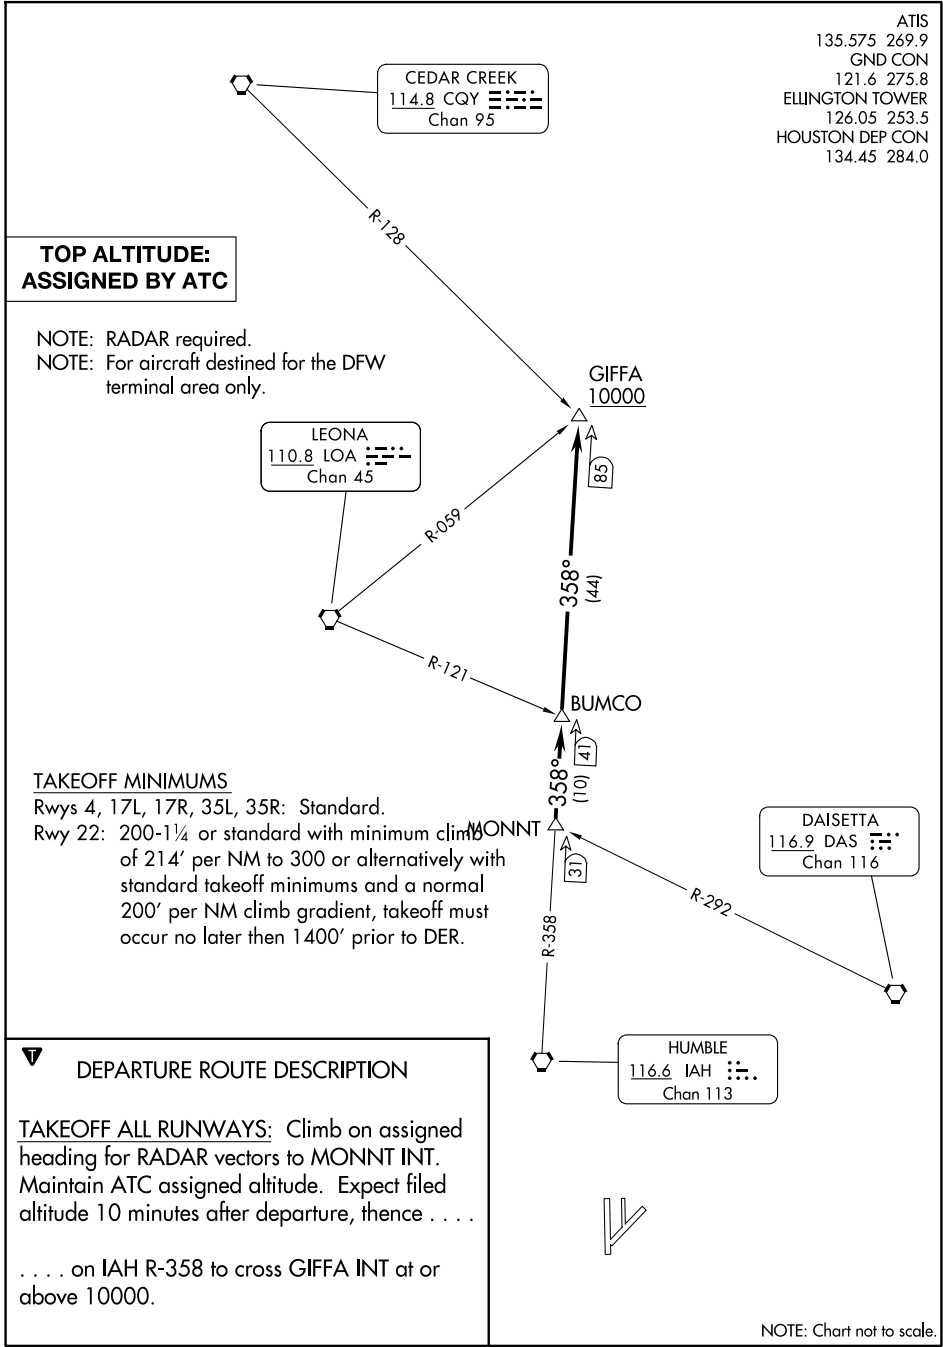 ATIS
135.575 269.9
GND CON
121.6 275.8
ELLINGTON TOWER
126.05 253.5
HOUSTON DEP CON
134.45 284.0
CEDAR CREEK
114.8 CQY
Chan 95
R-128
TOP ALTITUDE:
ASSIGNED BY ATC
NOTE: RADAR required.
NOTE: For aircraft destined for the DFW
terminal area only.
GIFFA
10000
LEONA
110.8 LOA
Chan 45
85
R-059
358°
(44)
R-121
BUMCO
41
358°
(10)
TAKEOFF MINIMUMS
Rwys 4, 17L, 17R, 35L, 35R: Standard.
Rwy 22: 200-1¼ or standard with minimum climb
of 214' per NM to 300 or alternatively with
standard takeoff minimums and a normal
200' per NM climb gradient, takeoff must
occur no later then 1400' prior to DER.
MONNT
31
DAISETTA
116.9 DAS
Chan 116
R-292
R-358
HUMBLE
116.6 IAH
Chan 113
T
DEPARTURE ROUTE DESCRIPTION
TAKEOFF ALL RUNWAYS: Climb on assigned
heading for RADAR vectors to MONNT INT.
Maintain ATC assigned altitude. Expect filed
altitude 10 minutes after departure, thence . . . .
. . . . on IAH R-358 to cross GIFFA INT at or
above 10000.
NOTE: Chart not to scale.